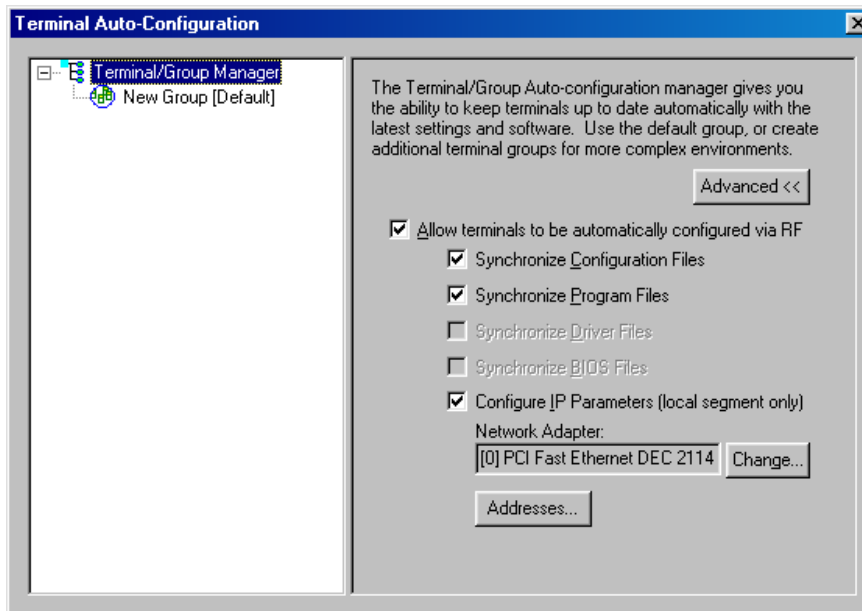 Terminal Auto-Configuration
Terminal/Group Manager
New Group [Default]
The Terminal/Group Auto-configuration manager gives you
the ability to keep terminals up to date automatically with the
latest settings and software. Use the default group, or create
additional terminal groups for more complex environments.
Advanced <<
Allow terminals to be automatically configured via RF
Synchronize Configuration Files
Synchronize Program Files
Synchronize Driver Files
Synchronize BIOS Files
Configure IP Parameters (local segment only)
Network Adapter:
[0] PCI Fast Ethernet DEC 2114
Change...
Addresses...